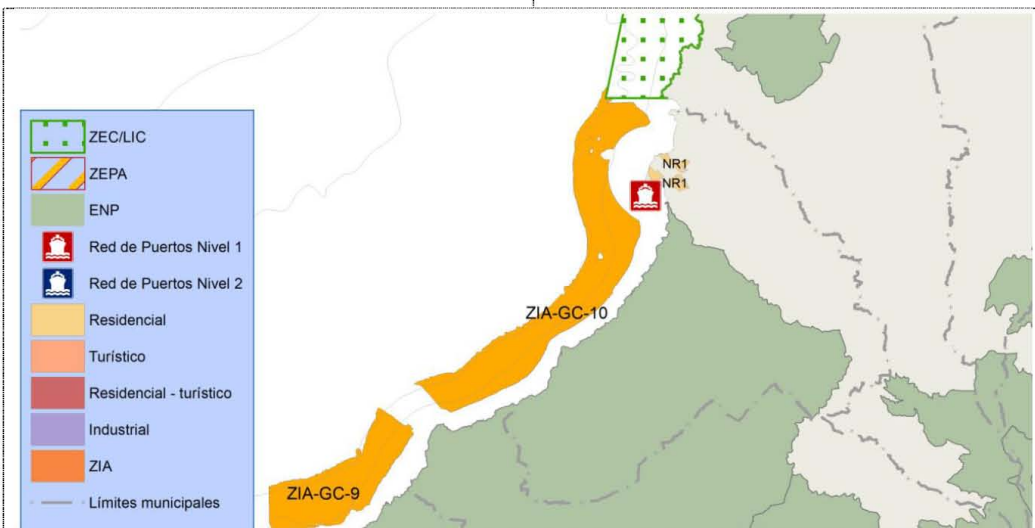 ZEC/LIC
ZEPA
ENP
Red de Puertos Nivel 1
Red de Puertos Nivel 2
Residencial
Turístico
Residencial - turístico
Industrial
ZIA
Límites municipales
NR1
NR1
ZIA-GC-10
ZIA-GC-9